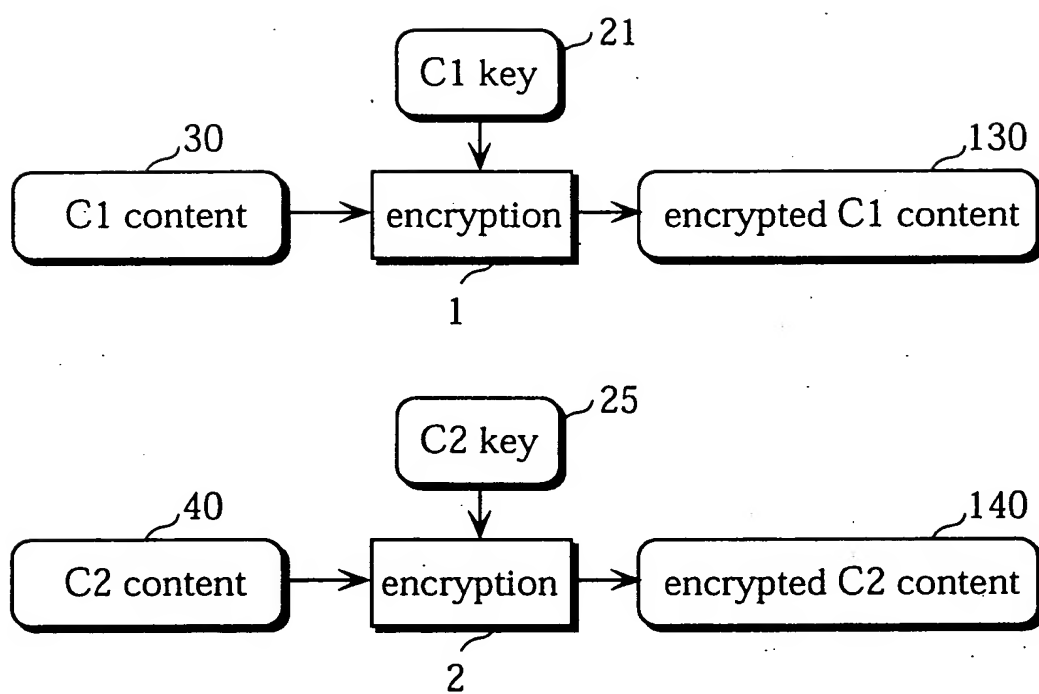 21
C1 key
30
130
C1 content
encryption
encrypted C1 content
1
25
C2 key
40
140
C2 content
encryption
encrypted C2 content
2